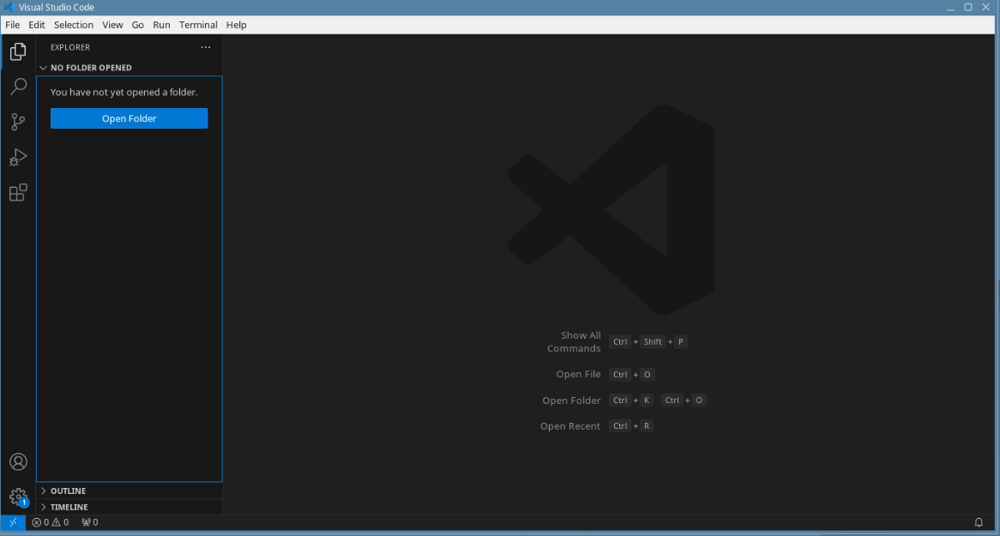 Visual Studio Code
File Edit Selection View Go Run Terminal Help
EXPLORER
NO FOLDER OPENED
You have not yet opened a folder.
Open Folder
Show All
Commands
Ctrl + Shift + P
Open File Ctrl + O
Open Folder Ctrl + K Ctrl + O
Open Recent Ctrl + R
1
OUTLINE
TIMELINE
0 0 0